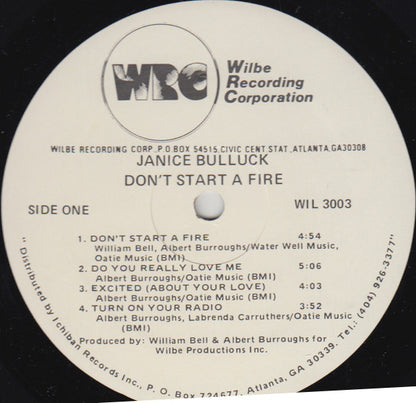 WRC
Wilbe
Recording
Corporation
WILBE RECORDING CORP., P.O BOX 54515, CIVIC CENT STAT, ATLANTA, GA30308
JANICE BULLUCK
DON'T START A FIRE
SIDE ONE
WIL 3003
1. DON'T START A FIRE 4:54
William Bell, Albert Burroughs/Water Well Music,
Oatie Music (BMI)
2. DO YOU REALLY LOVE ME 5:06
Albert Burroughs/Oatie Music (BMI)
3. EXCITED (ABOUT YOUR LOVE) 4:03
Albert Burroughs/Oatie Music (BMI)
4. TURN ON YOUR RADIO 3:52
Albert Burroughs, Labrenda Carruthers/Oatie Music
(BMI)
Produced by: William Bell & Albert Burroughs for
Wilbe Productions Inc.
"Distributed by Ichiban Records Inc., P. O. Box 724677, Atlanta, GA 30339. Tel.: (404) 926-3377"